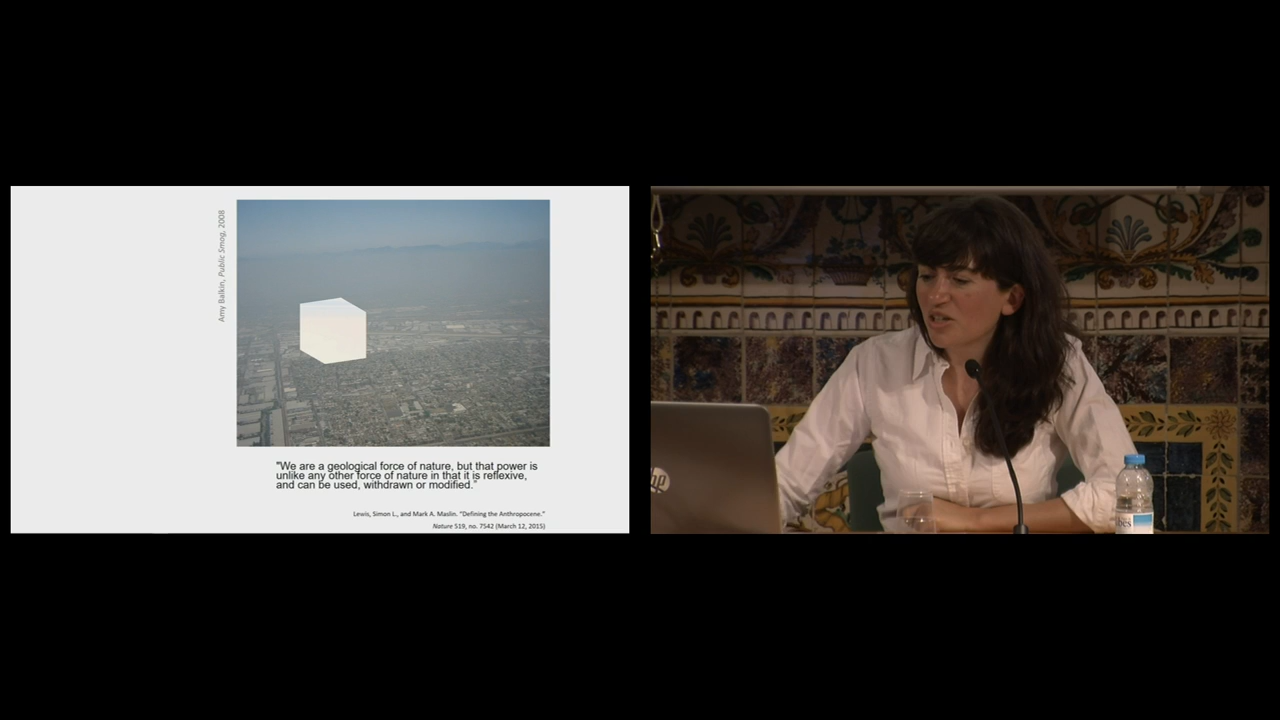 Amy Balkin, Public Smog, 2008
"We are a geological force of nature, but that power is
unlike any other force of nature in that it is reflexive,
and can be used, withdrawn or modified."
Lewis, Simon L., and Mark A. Maslin. "Defining the Anthropocene."
Nature 519, no. 7542 (March 12, 2015)
hp